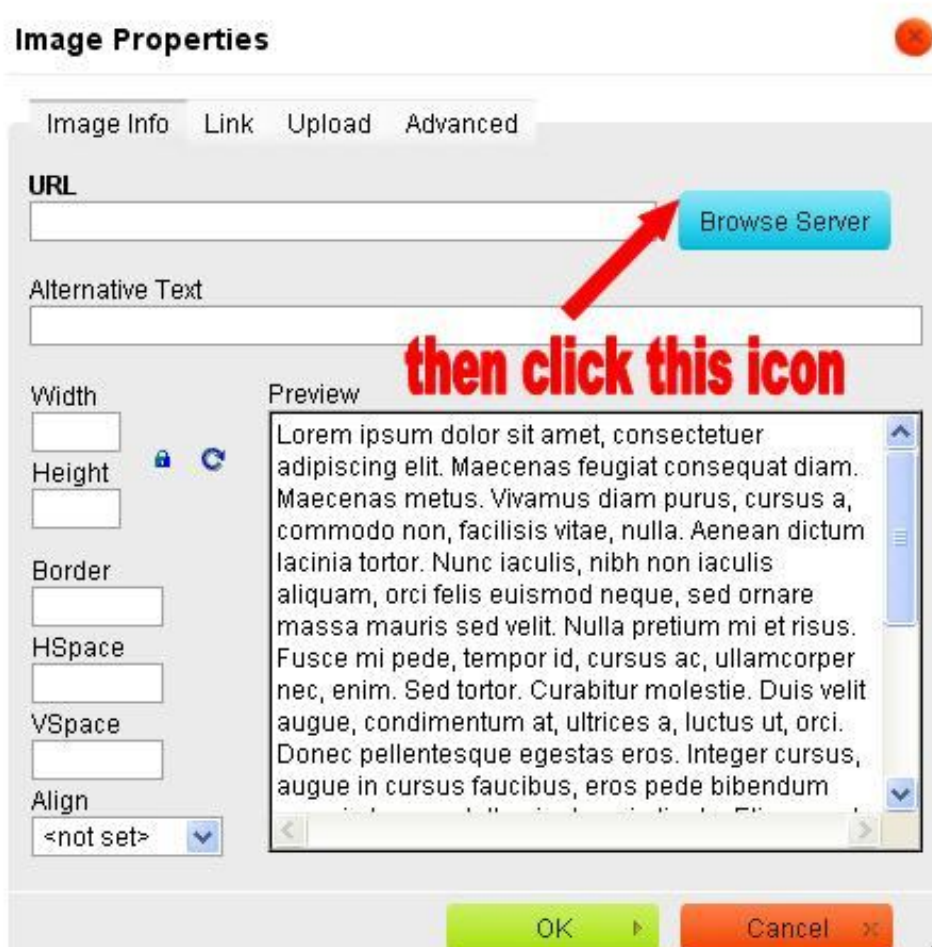 Image Properties
Image Info Link Upload Advanced
URL
Browse Server
Alternative Text
then click this icon
Width
Preview
Height
Border
HSpace
VSpace
Align
<not set>
Lorem ipsum dolor sit amet, consectetuer
adipiscing elit. Maecenas feugiat consequat diam.
Maecenas metus. Vivamus diam purus, cursus a,
commodo non, facilisis vitae, nulla. Aenean dictum
lacinia tortor. Nunc iaculis, nibh non iaculis
aliquam, orci felis euismod neque, sed ornare
massa mauris sed velit. Nulla pretium mi et risus.
Fusce mi pede, tempor id, cursus ac, ullamcorper
nec, enim. Sed tortor. Curabitur molestie. Duis velit
augue, condimentum at, ultrices a, luctus ut, orci.
Donec pellentesque egestas eros. Integer cursus,
augue in cursus faucibus, eros pede bibendum
OK
Cancel